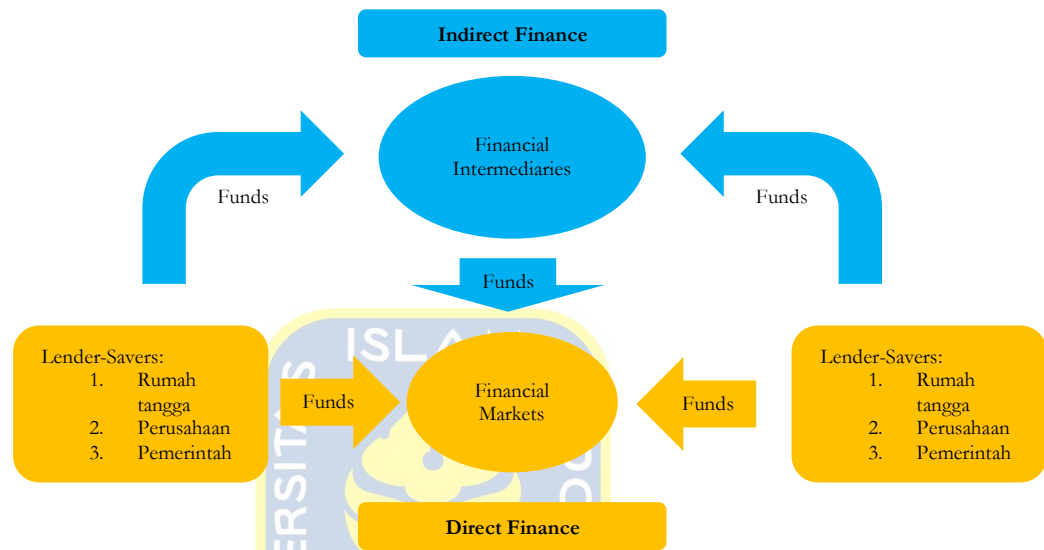 Indirect Finance
Financial
Intermediaries
Funds
Funds
Funds
Lender-Savers:
1. Rumah
tangga
2. Perusahaan
3. Pemerintah
Funds
Financial
Markets
Funds
Lender-Savers:
1. Rumah
tangga
2. Perusahaan
3. Pemerintah
Direct Finance